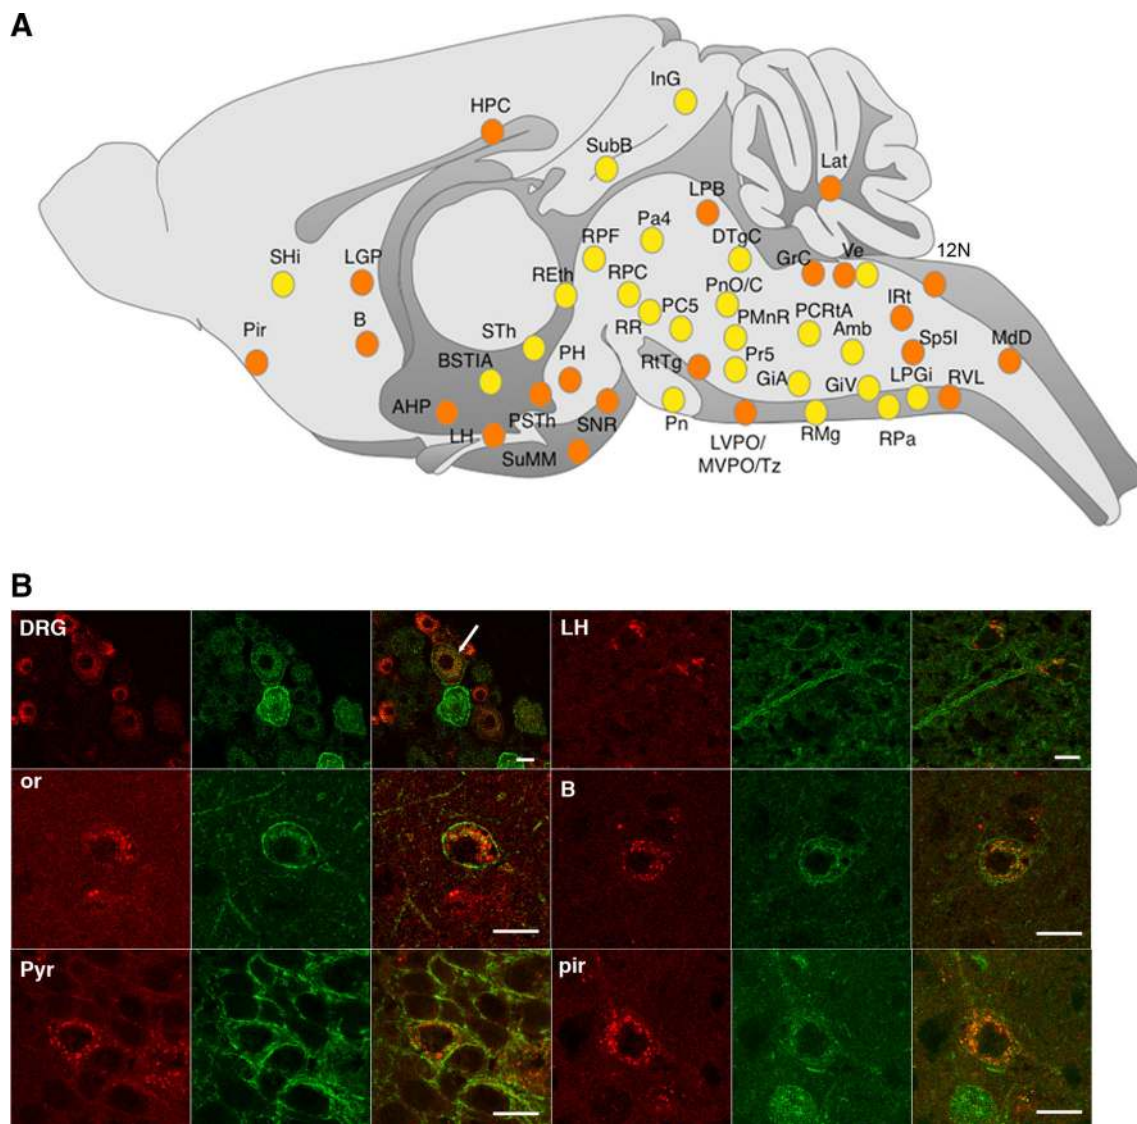 A
InG
HPC
SubB
Lat
LPB
Pa4
RPF
DTgC
Ve
12N
SHi
LGP
GrC
REth
RPC
PnO/C
IRt
Pir
B
STh
RR
PC5
PMnR
PCRtA
Amb
Sp5I
MdD
BSTIA
PH
RtTg
Pr5
GiA
GiV
LPGi
RVL
AHP
LH
PSTh
SNR
Pn
LVPO/
MVPO/Tz
RMg
RPa
SuMM
B
DRG
LH
or
B
Pyr
pir